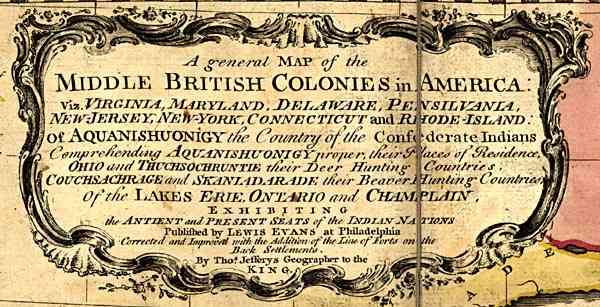 A general MAP of the
MIDDLE BRITISH COLONIES in AMERICA:
Viz. VIRGINIA, MARYLAND, DELAWARE, PENSILVANIA,
NEW-JERSEY, NEW-YORK, CONNECTICUT and RHODE-ISLAND:
Of AQUANISHUONIGY the Country of the Confederate Indians
Comprehending AQUANISHUONIGY proper, their Places of Residence,
OHIO and THUCHSOCHRUNTIE their Deer Hunting Countries,
COUCHSACHRAGE and SKANIADARADE their Beaver Hunting Countries,
Of the LAKES ERIE, ONTARIO and CHAMPLAIN,
EXHIBITING
the ANTIENT and PRESENT SEATS of the INDIAN NATIONS
Published by LEWIS EVANS at Philadelphia
Corrected and Improved with the Addition of the Line of Forts on the
Back Settlements.
By Thos. Jefferys Geographer to the
KING.
A D E